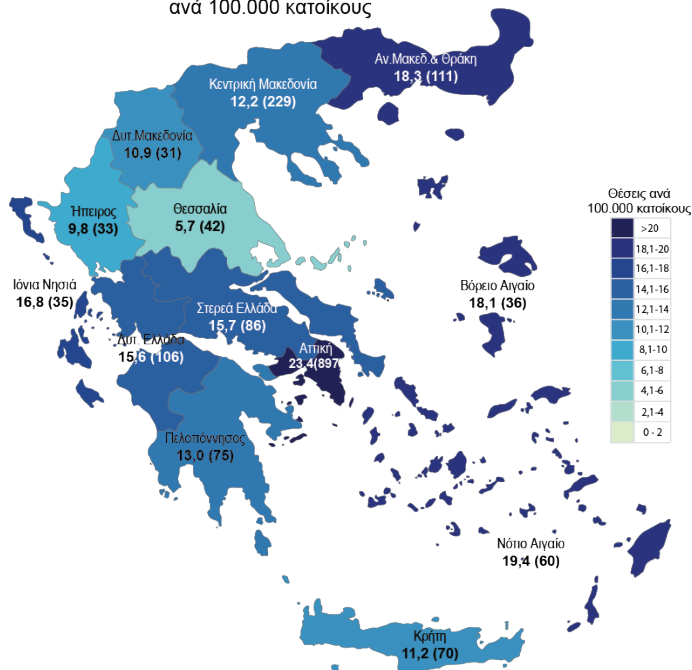 ανά 100.000 κατοίκους
Αν.Μακεδ.& Θράκη
18,3 (111)
Κεντρική Μακεδονία
12,2 (229)
Δυτ.Μακεδονία
10,9 (31)
Ήπειρος
9,8 (33)
Θεσσαλία
5,7 (42)
Ιόνια Νησιά
16,8 (35)
Στερεά Ελλάδα
15,7 (86)
Δυτ. Ελλάδα
15,6 (106)
Αττική
23,4(897
Πελοπόννησος
13,0 (75)
Βόρειο Αιγαίο
18,1 (36)
Νότιο Αιγαίο
19,4 (60)
Κρήτη
11,2 (70)
Θέσεις ανά
100.000 κατοίκους
>20
18,1-20
16,1-18
14,1-16
12,1-14
10,1-12
8,1-10
6,1-8
4,1-6
2,1-4
0 - 2